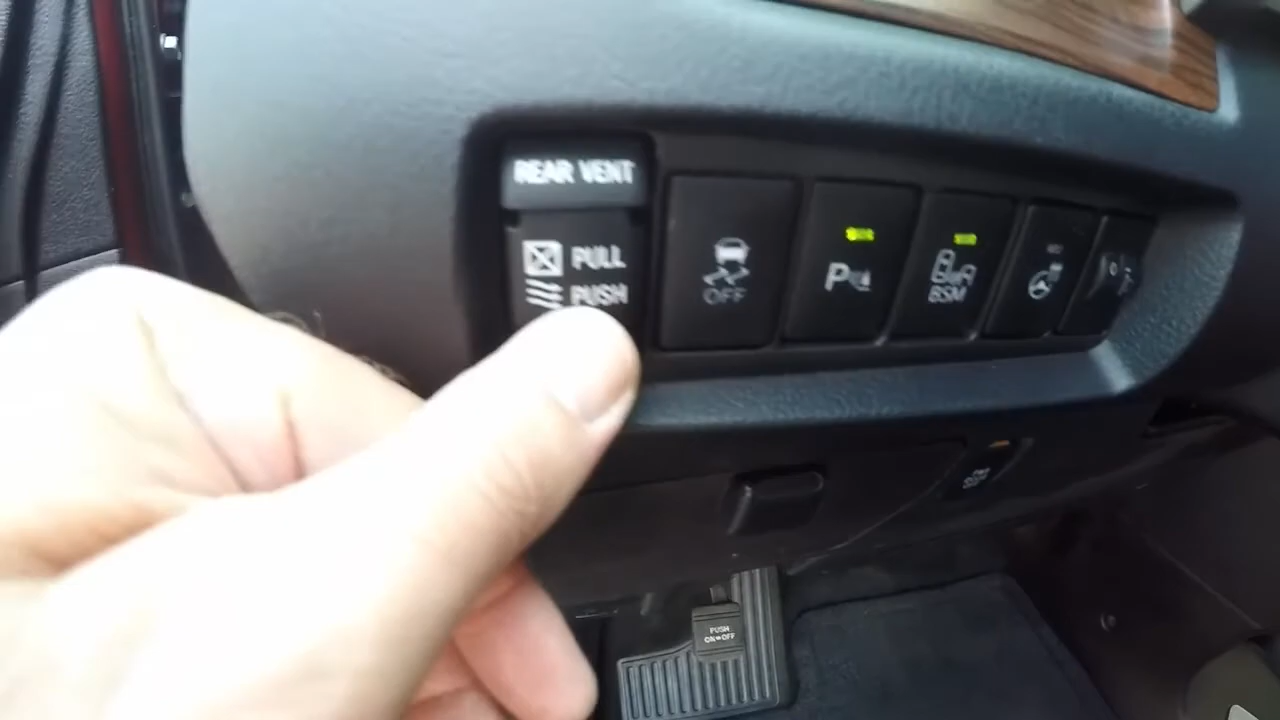 REAR VENT
PULL
PUSH
OFF
P
BSM
PUSH
ON⇔OFF